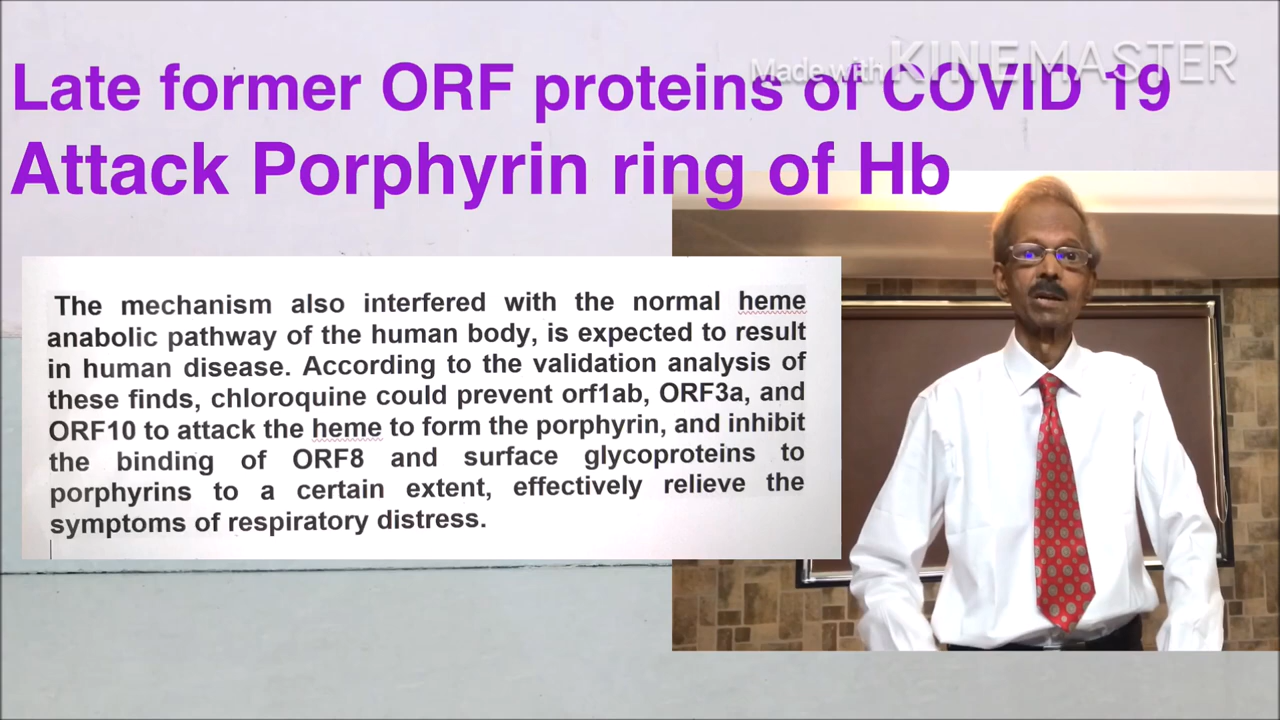 Made with KINEMASTER
Late former ORF proteins of COVID 19
Attack Porphyrin ring of Hb
The mechanism also interfered with the normal heme
anabolic pathway of the human body, is expected to result
in human disease. According to the validation analysis of
these finds, chloroquine could prevent orf1ab, ORF3a, and
ORF10 to attack the heme to form the porphyrin, and inhibit
the binding of ORF8 and surface glycoproteins to
porphyrins to a certain extent, effectively relieve the
symptoms of respiratory distress.